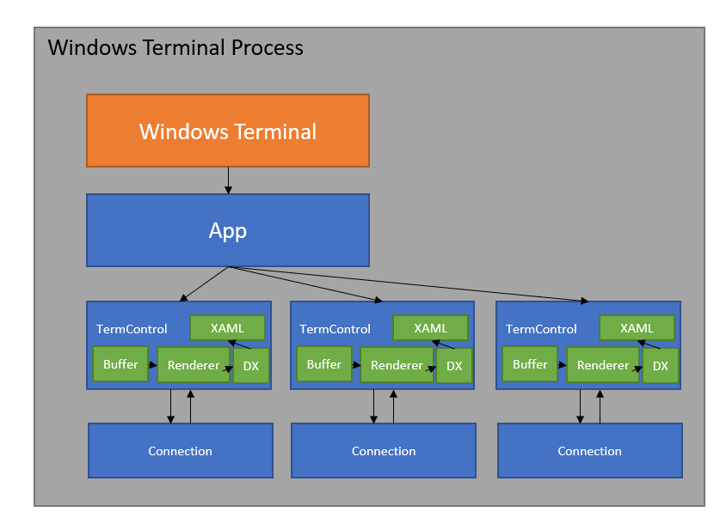 Windows Terminal Process
Windows Terminal
App
TermControl
XAML
Buffer
Renderer
DX
TermControl
XAML
Buffer
Renderer
DX
TermControl
XAML
Buffer
Renderer
DX
Connection
Connection
Connection